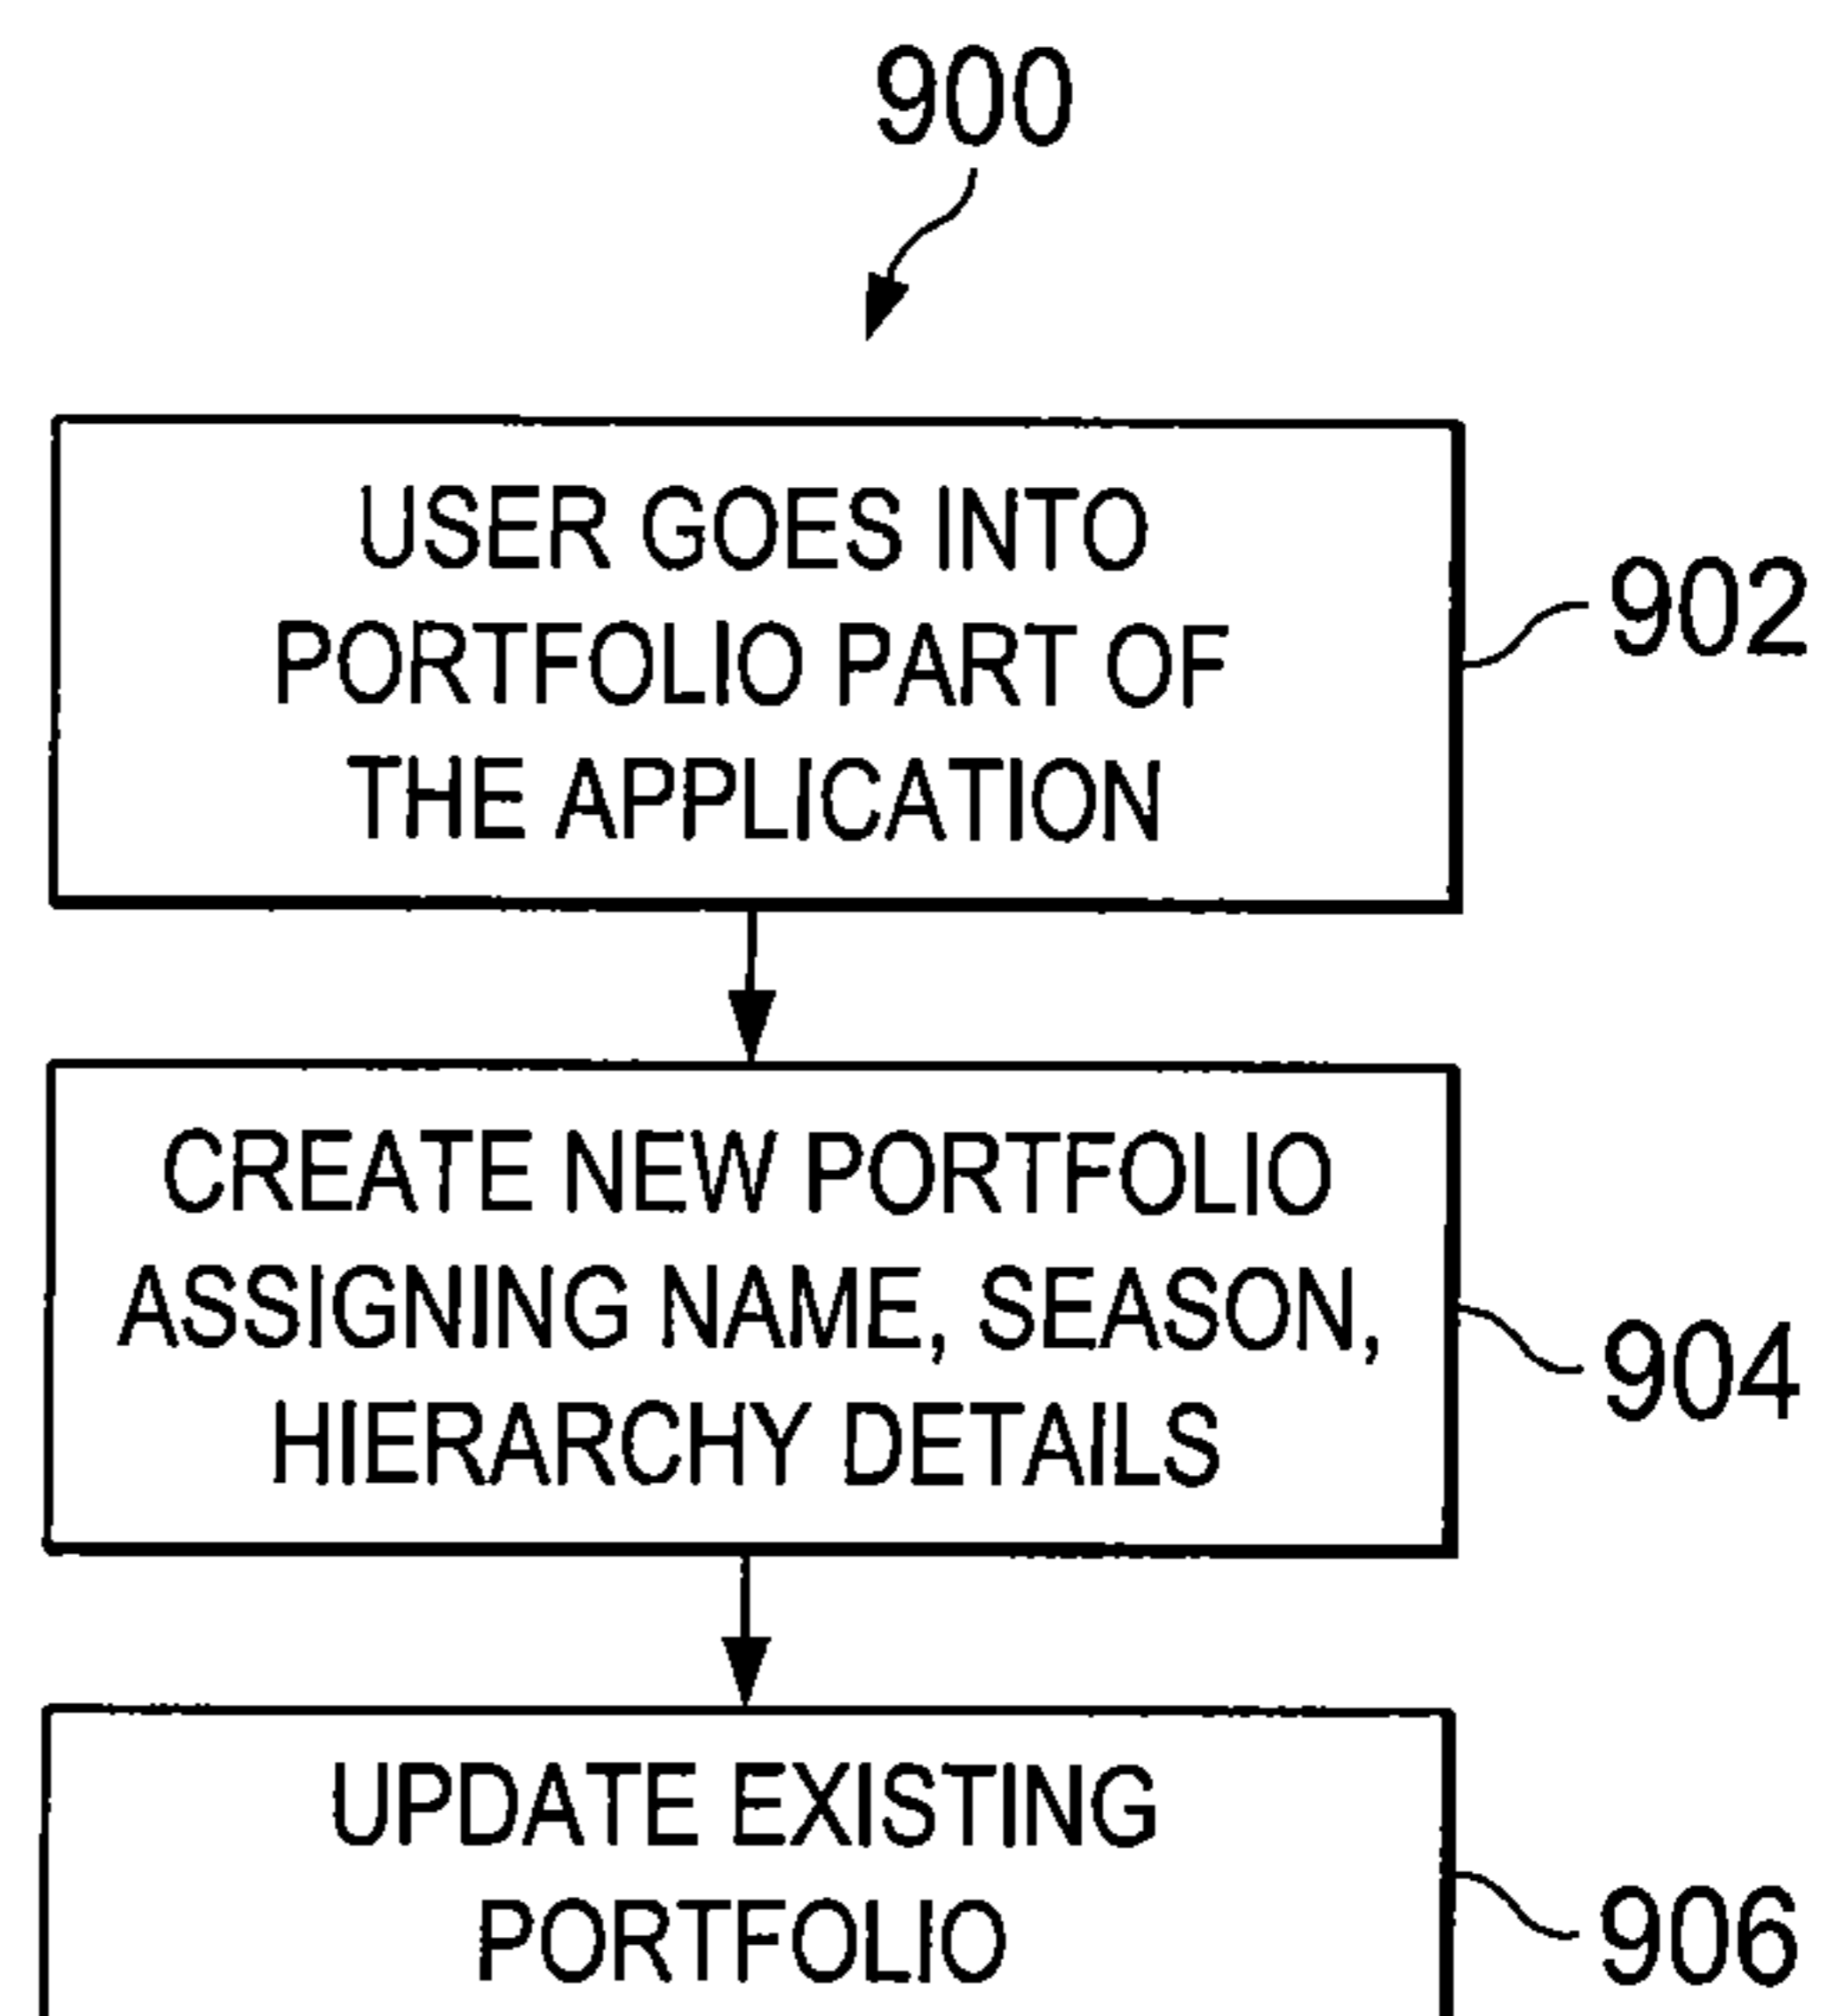 900
USER GOES INTO
PORTFOLIO PART OF
THE APPLICATION
902
CREATE NEW PORTFOLIO
ASSIGNING NAME, SEASON,
HIERARCHY DETAILS
904
UPDATE EXISTING
PORTFOLIO
906